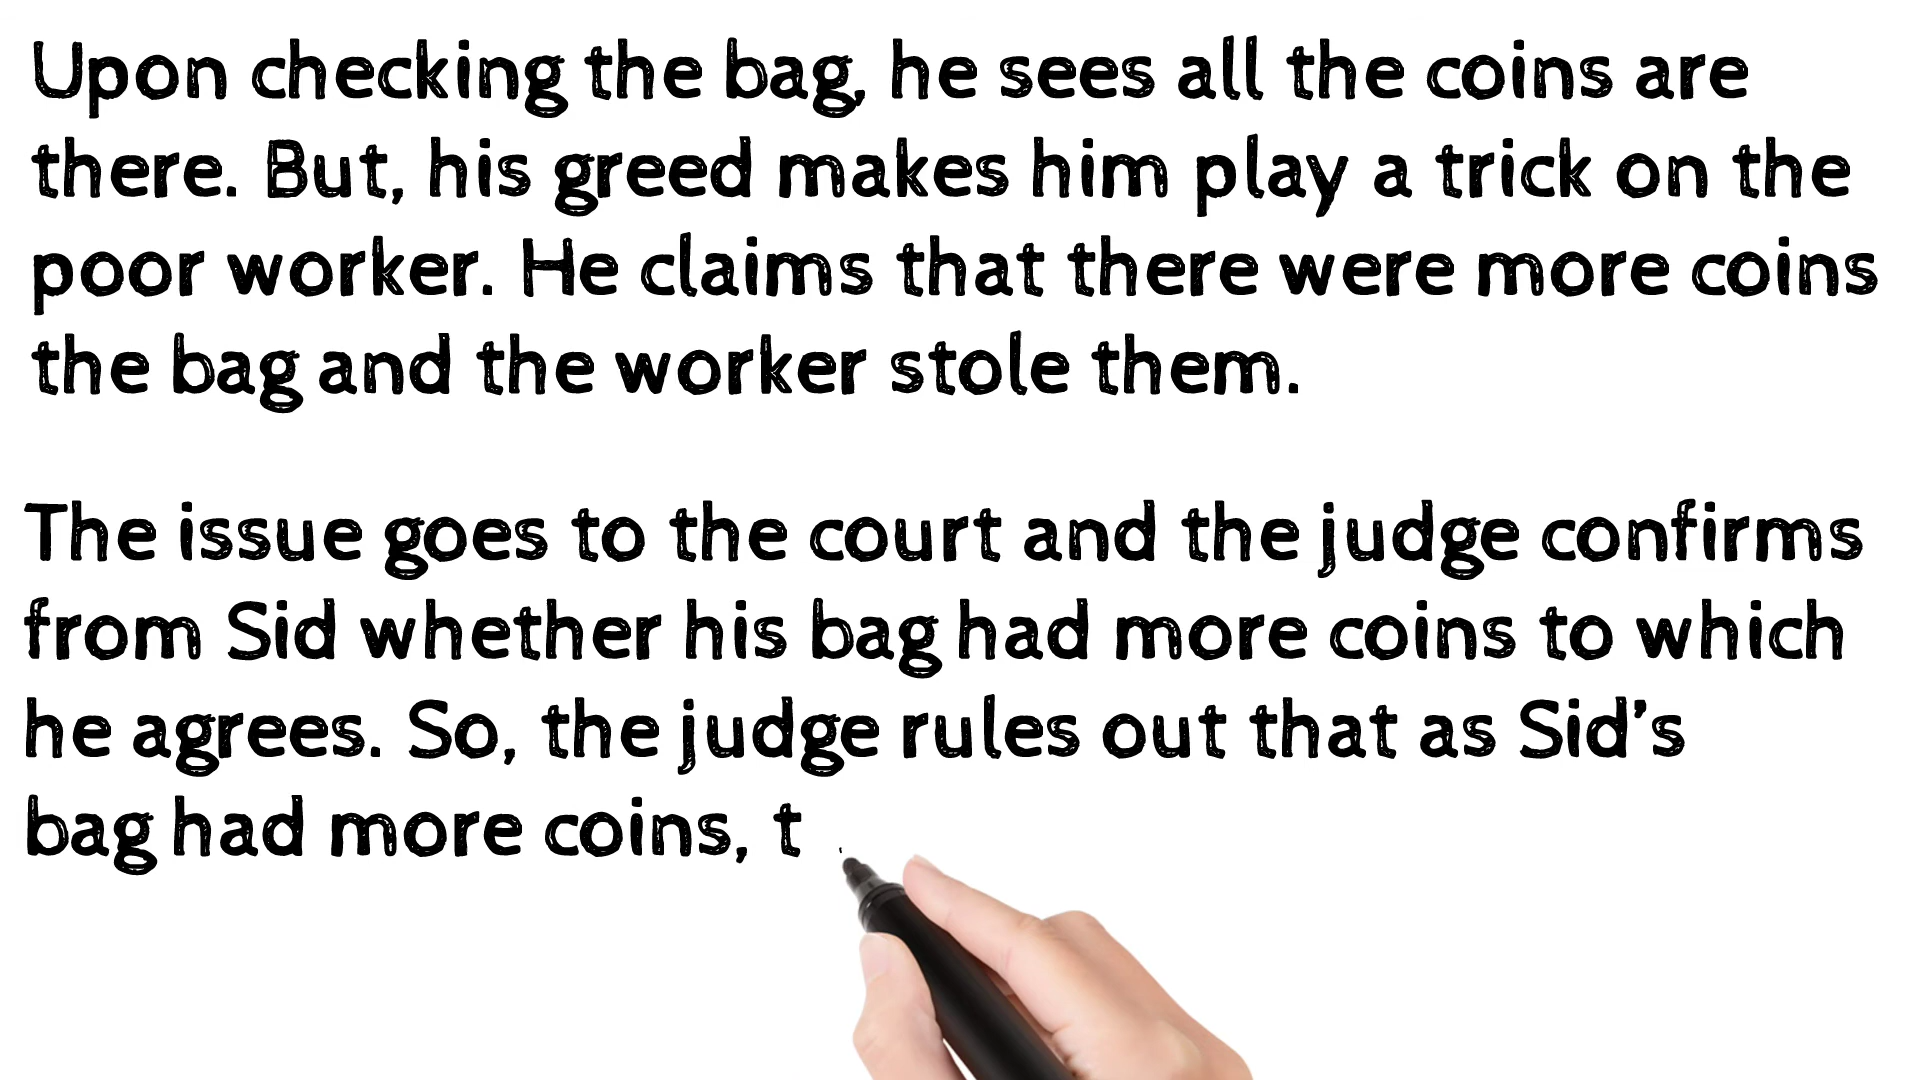 Upon checking the bag, he sees all the coins are
there. But, his greed makes him play a trick on the
poor worker. He claims that there were more coins
the bag and the worker stole them.
The issue goes to the court and the judge confirms
from Sid whether his bag had more coins to which
he agrees. So, the judge rules out that as Sid's
bag had more coins, t